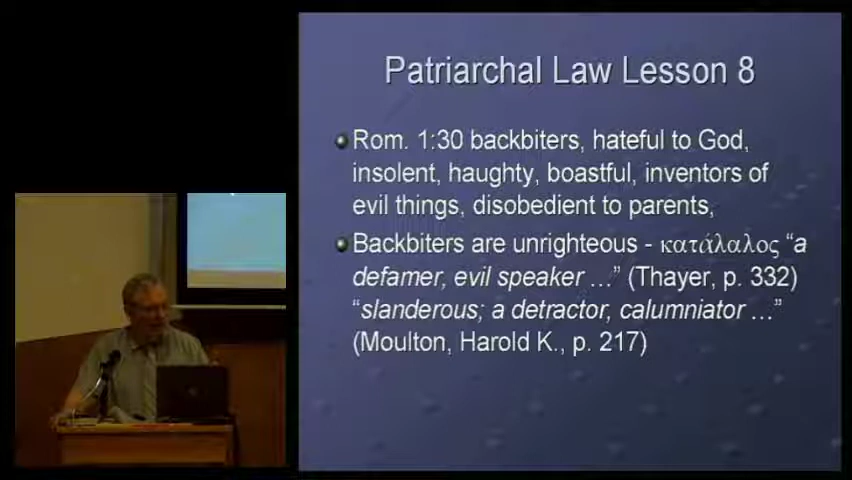 Patriarchal Law Lesson 8
Rom. 1:30 backbiters, hateful to God,
insolent, haughty, boastful, inventors of
evil things, disobedient to parents,
Backbiters are unrighteous - κατάλαλος “a
defamer, evil speaker …” (Thayer, p. 332)
“slanderous; a detractor, calumniator …”
(Moulton, Harold K., p. 217)